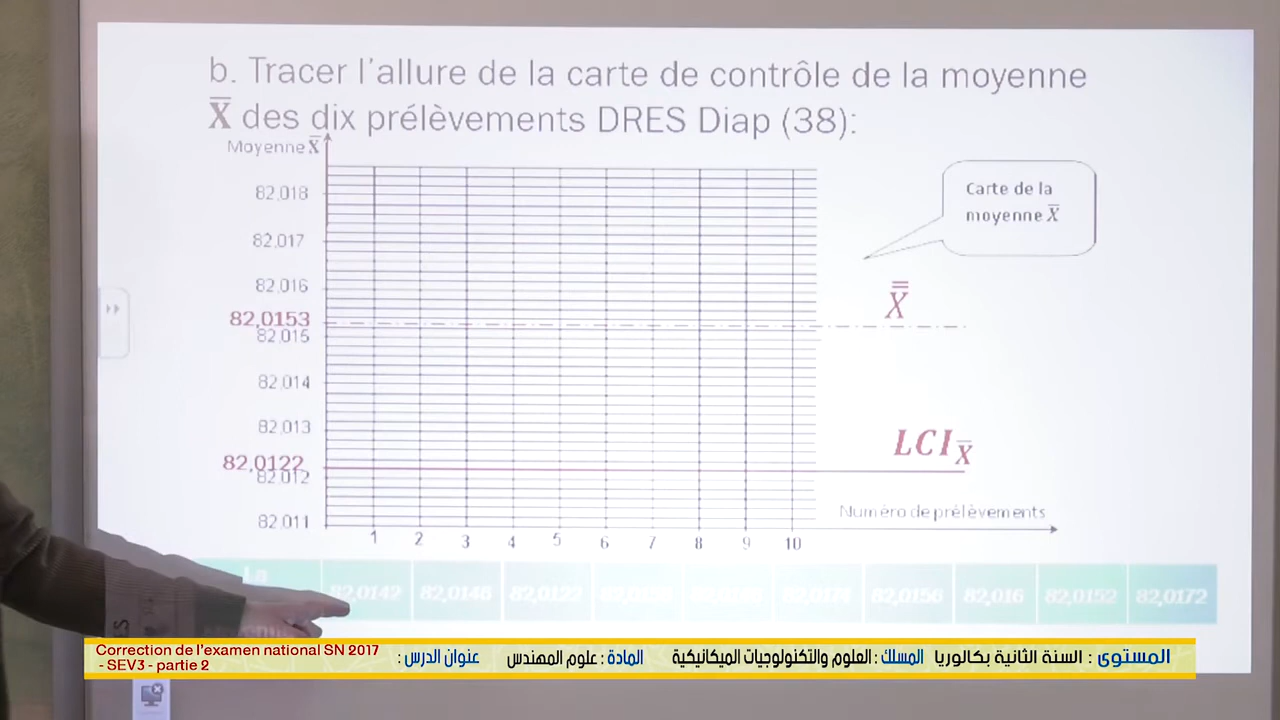 b. Tracer l'allure de la carte de contrôle de la moyenne
X̅ des dix prélèvements DRES Diap (38):
Moyenne X̅
82,018
82,017
82,016
82,0153
82,015
82,014
82,013
82,0122
82,012
82,011
1 2 3 4 5 6 7 8 9 10
Carte de la
moyenne X̅
X̿
LCI X̅
Numéro de prélèvements
La
82,0142 82,0148 82,0156 82,016 82,0152 82,0172
Correction de l'examen national SN 2017
- SEV3 - partie 2
المستوى : السنة الثانية بكالوريا المسلك : العلوم والتكنولوجيات الميكانيكية المادة : علوم المهندس عنوان الدرس :